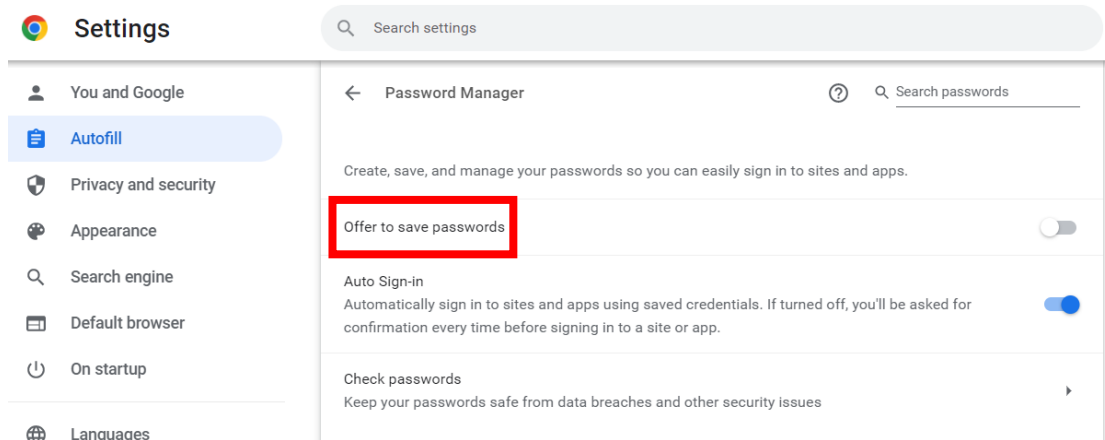 Settings
Search settings
You and Google
Autofill
Privacy and security
Appearance
Search engine
Default browser
On startup
Languages
Password Manager
Search passwords
Create, save, and manage your passwords so you can easily sign in to sites and apps.
Offer to save passwords
Auto Sign-in
Automatically sign in to sites and apps using saved credentials. If turned off, you'll be asked for
confirmation every time before signing in to a site or app.
Check passwords
Keep your passwords safe from data breaches and other security issues